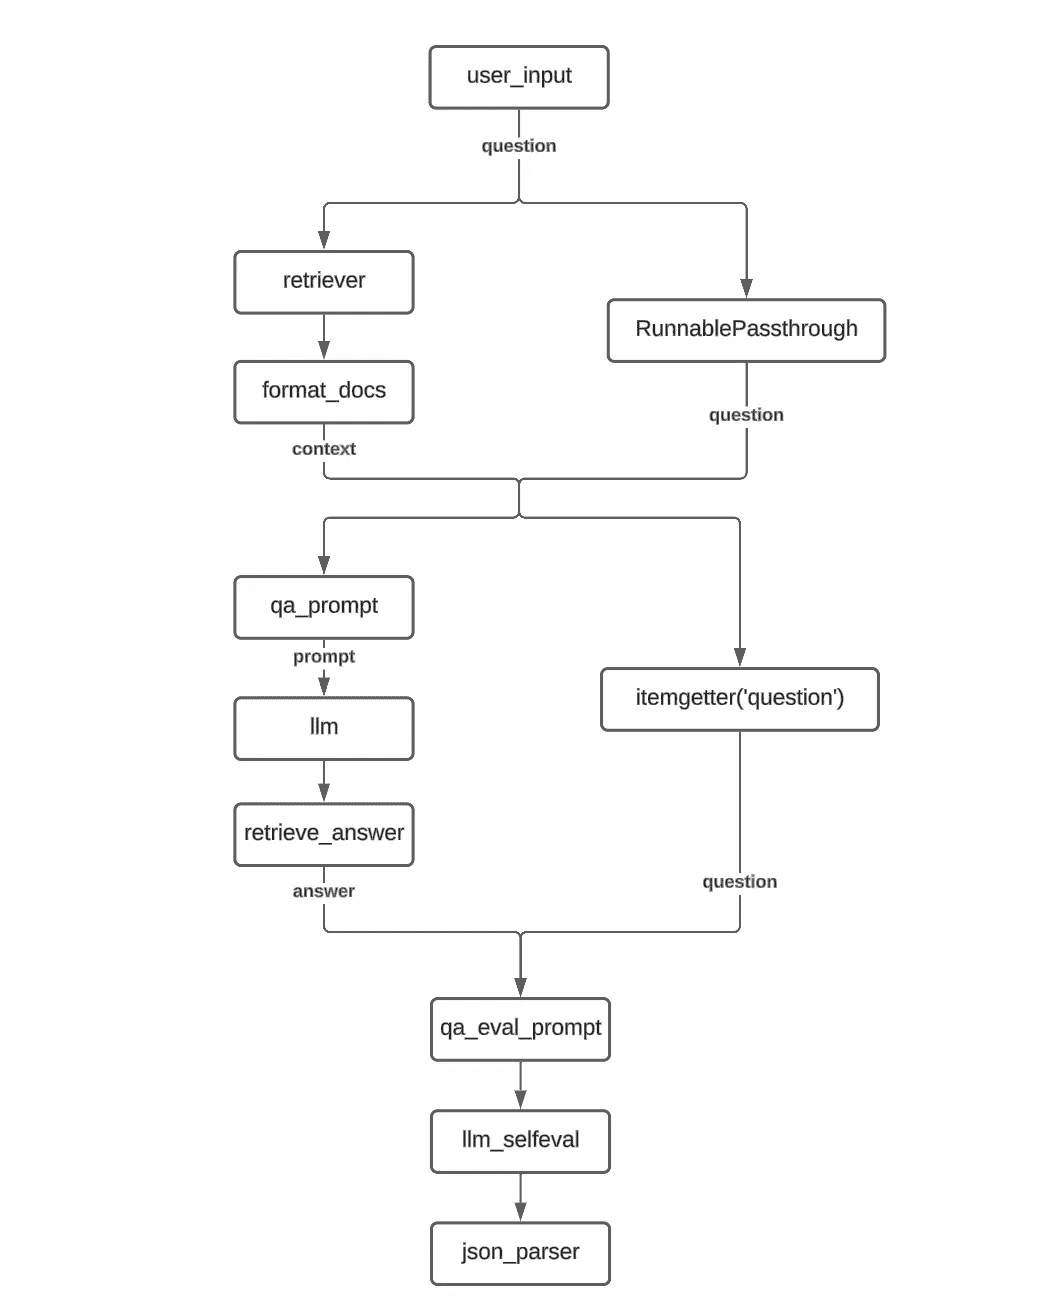 user_input
question
retriever
RunnablePassthrough
format_docs
question
context
qa_prompt
prompt
itemgetter('question')
llm
retrieve_answer
question
answer
qa_eval_prompt
llm_selfeval
json_parser